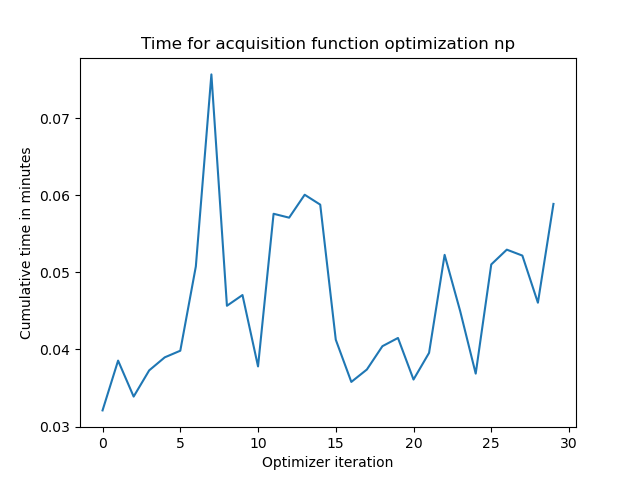 Time for acquisition function optimization np
Cumulative time in minutes
0.07
0.06
0.05
0.04
0.03
0 5 10 15 20 25 30
Optimizer iteration